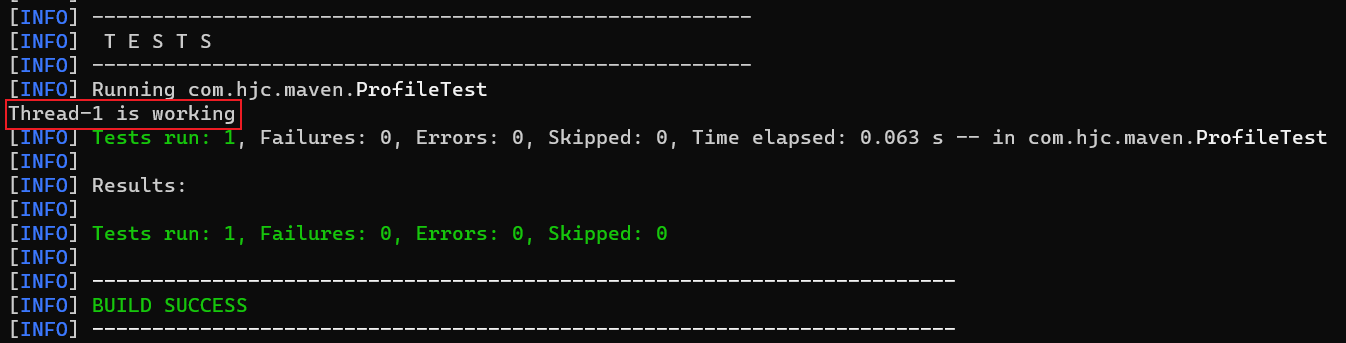 [INFO] -------------------------------------------------------
[INFO]  T E S T S
[INFO] -------------------------------------------------------
[INFO] Running com.hjc.maven.ProfileTest
Thread-1 is working
[INFO] Tests run: 1, Failures: 0, Errors: 0, Skipped: 0, Time elapsed: 0.063 s -- in com.hjc.maven.ProfileTest
[INFO]
[INFO] Results:
[INFO]
[INFO] Tests run: 1, Failures: 0, Errors: 0, Skipped: 0
[INFO]
[INFO] ------------------------------------------------------------------------
[INFO] BUILD SUCCESS
[INFO] ------------------------------------------------------------------------